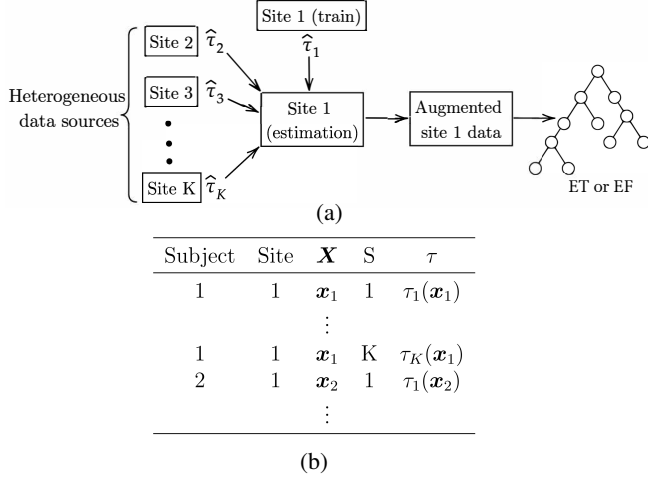 Site 1 (train)
τ̂₁
Site 2 τ̂₂
Heterogeneous
data sources
Site 3 τ̂₃
Site K τ̂_K
Site 1
(estimation)
Augmented
site 1 data
ET or EF
(a)
Subject Site X S τ
1 1 x₁ 1 τ₁(x₁)
⋮
1 1 x₁ K τ_K(x₁)
2 1 x₂ 1 τ₁(x₂)
⋮
(b)